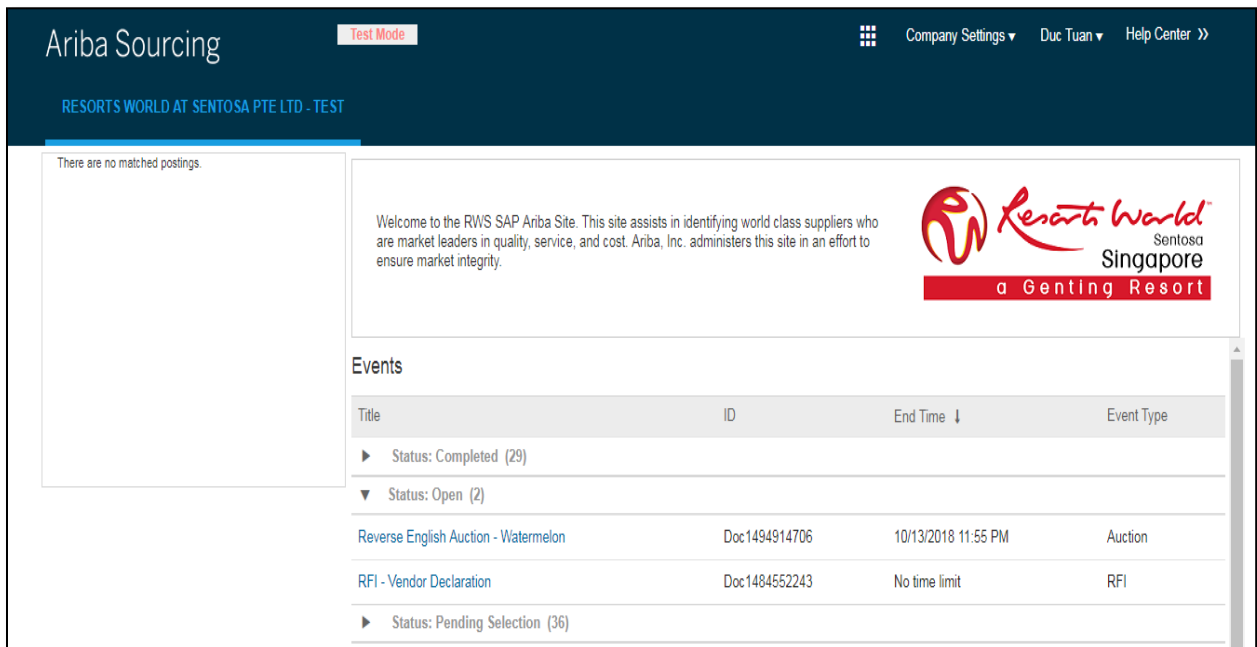 Ariba Sourcing
Test Mode
Company Settings ▾ Duc Tuan ▾ Help Center »
RESORTS WORLD AT SENTOSA PTE LTD - TEST
There are no matched postings.
Welcome to the RWS SAP Ariba Site. This site assists in identifying world class suppliers who
are market leaders in quality, service, and cost. Ariba, Inc. administers this site in an effort to
ensure market integrity.
Resorts World
Sentosa
Singapore
a Genting Resort
Events
Title ID End Time ↓ Event Type
► Status: Completed (29)
▼ Status: Open (2)
Reverse English Auction - Watermelon Doc1494914706 10/13/2018 11:55 PM Auction
RFI - Vendor Declaration Doc1484552243 No time limit RFI
► Status: Pending Selection (36)